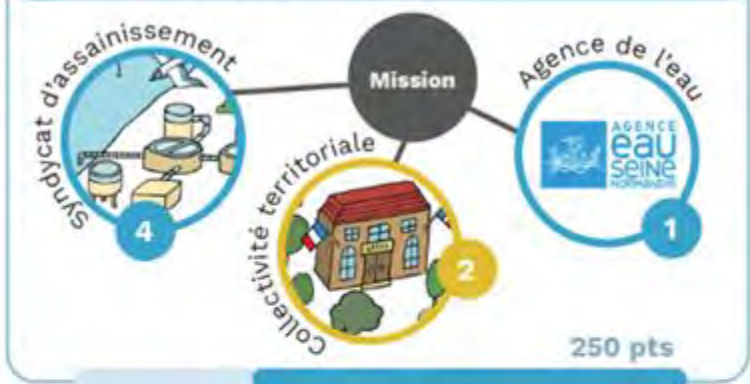 Syndycat d'assainissement
4
Mission
Agence de l'eau
AGENCE
eau
SEINE
NORMANDIE
1
Collectivité territoriale
2
250 pts